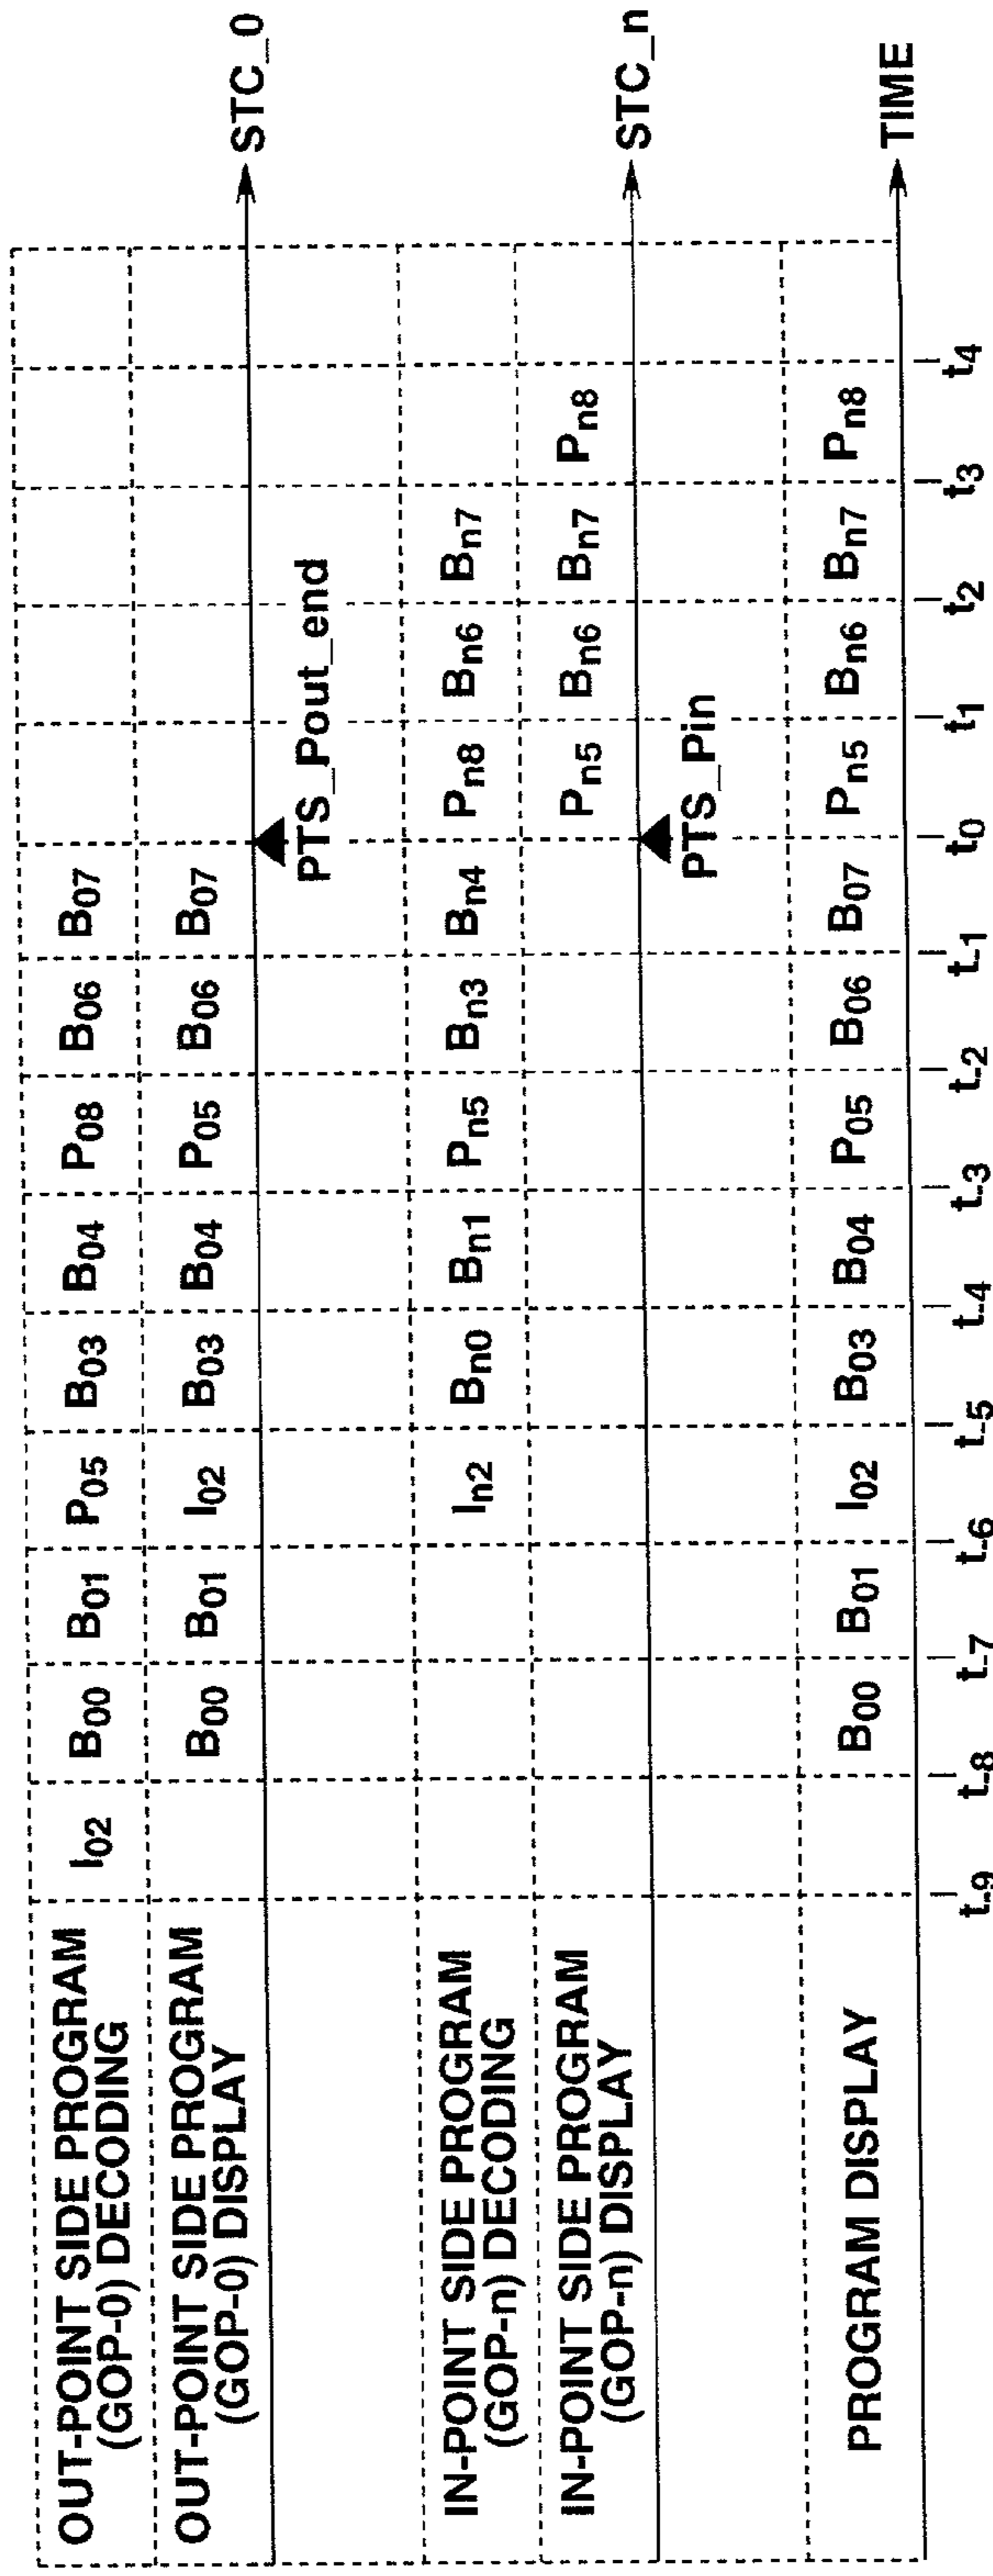 OUT-POINT SIDE PROGRAM
(GOP-0) DECODING
I02 B00 B01 P05 B03 B04 P08 B06 B07
OUT-POINT SIDE PROGRAM
(GOP-0) DISPLAY
B00 B01 I02 B03 B04 P05 B06 B07
STC_0
PTS_Pout_end
IN-POINT SIDE PROGRAM
(GOP-n) DECODING
In2 Bn0 Bn1 Pn5 Bn3 Bn4 Pn8 Bn6 Bn7
IN-POINT SIDE PROGRAM
(GOP-n) DISPLAY
Pn5 Bn6 Bn7 Pn8
STC_n
PTS_Pin
PROGRAM DISPLAY
B00 B01 I02 B03 B04 P05 B06 B07 Pn5 Bn6 Bn7 Pn8
TIME
t-9 t-8 t-7 t-6 t-5 t-4 t-3 t-2 t-1 t0 t1 t2 t3 t4